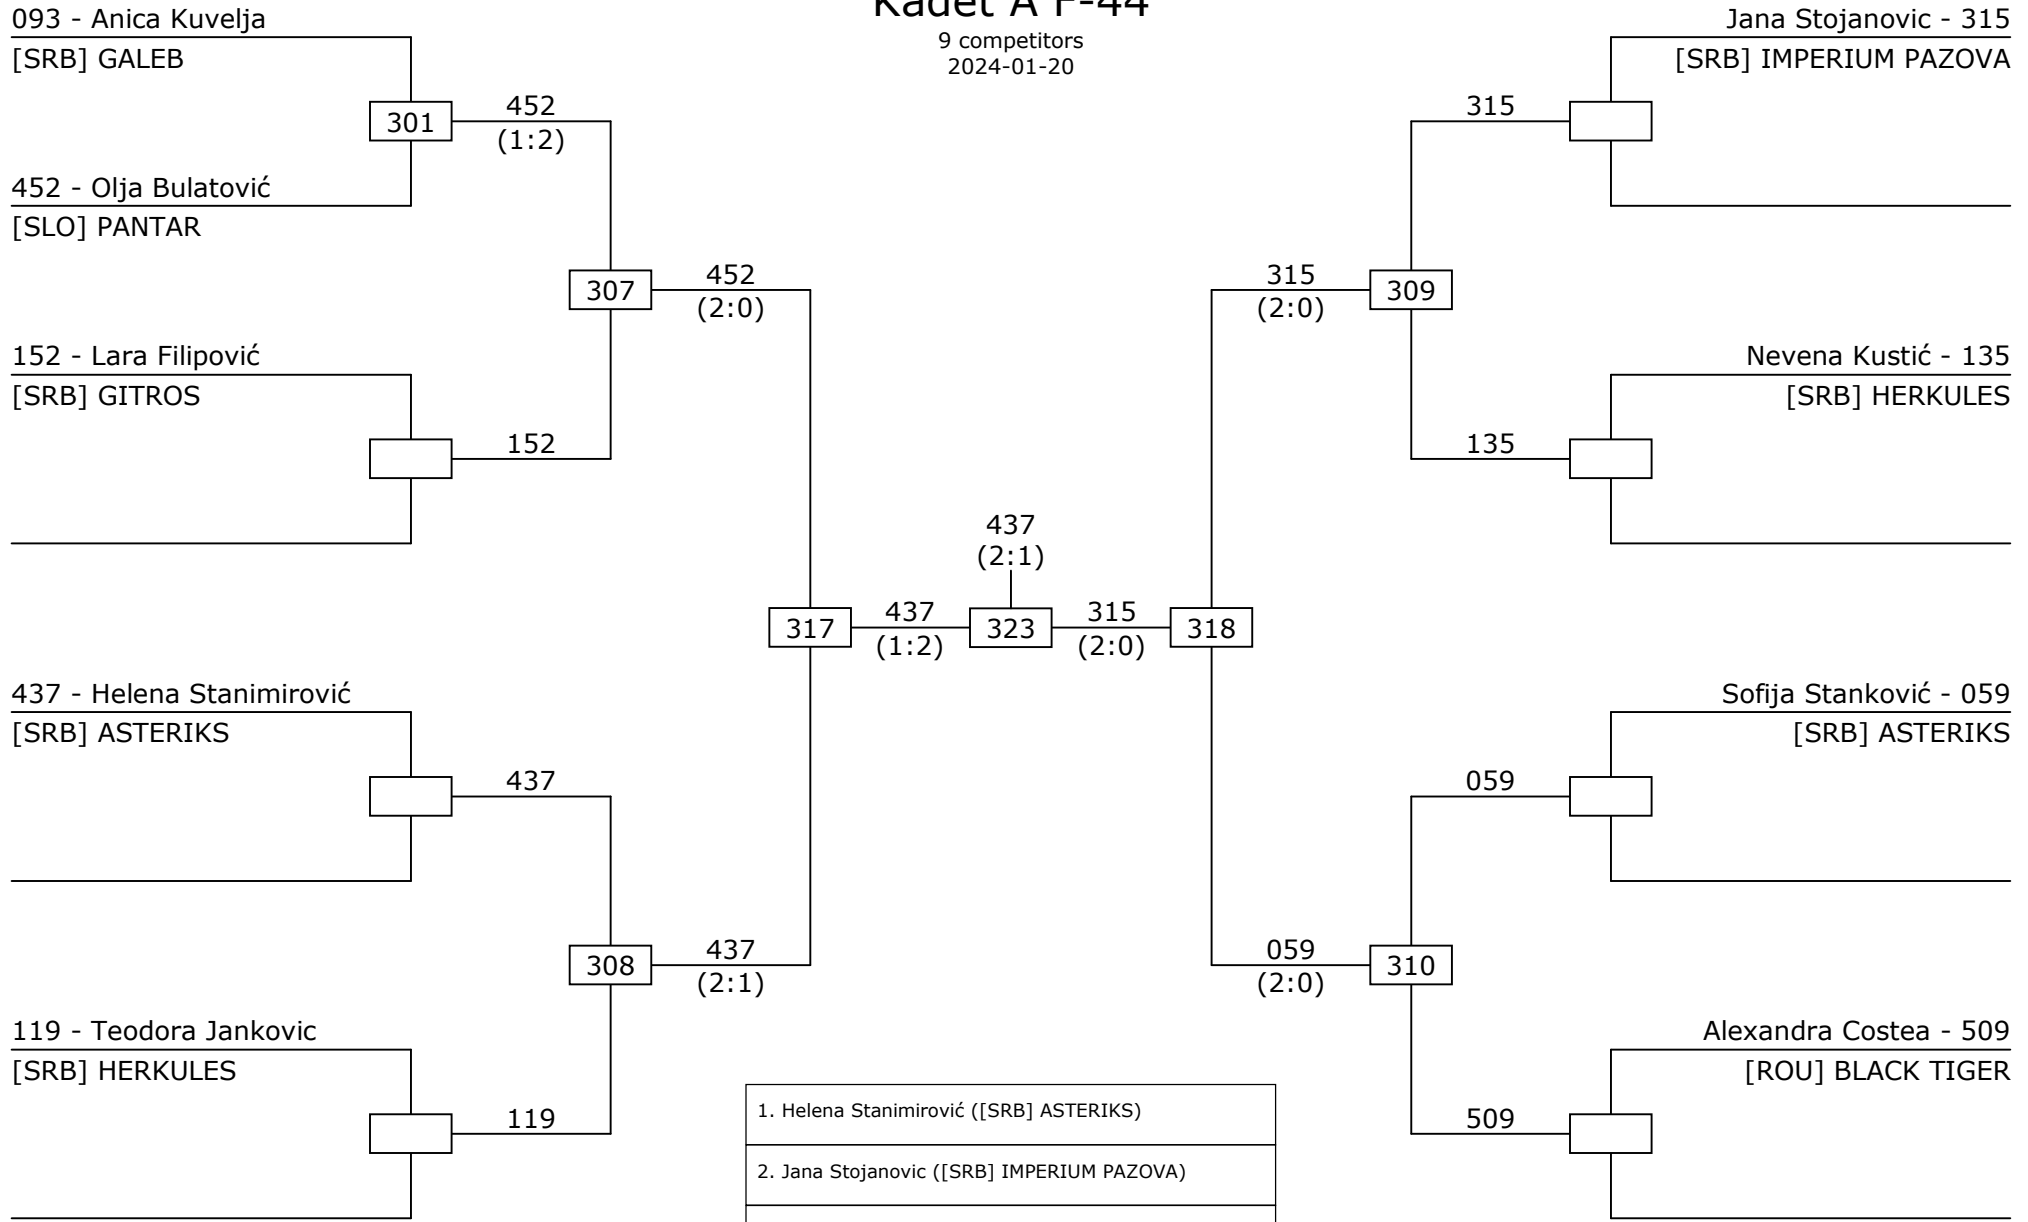 Kadet A F-44
9 competitors
2024-01-20
093 - Anica Kuvelja
[SRB] GALEB
301
452
(1:2)
452 - Olja Bulatović
[SLO] PANTAR
307
452
(2:0)
152 - Lara Filipović
[SRB] GITROS
152
437 - Helena Stanimirović
[SRB] ASTERIKS
437
308
437
(2:1)
119 - Teodora Jankovic
[SRB] HERKULES
119
317
437
(1:2)
437
(2:1)
323
315
(2:0)
318
Jana Stojanovic - 315
[SRB] IMPERIUM PAZOVA
315
315
(2:0)
309
Nevena Kustić - 135
[SRB] HERKULES
135
Sofija Stanković - 059
[SRB] ASTERIKS
059
059
(2:0)
310
Alexandra Costea - 509
[ROU] BLACK TIGER
509
1. Helena Stanimirović ([SRB] ASTERIKS)
2. Jana Stojanovic ([SRB] IMPERIUM PAZOVA)